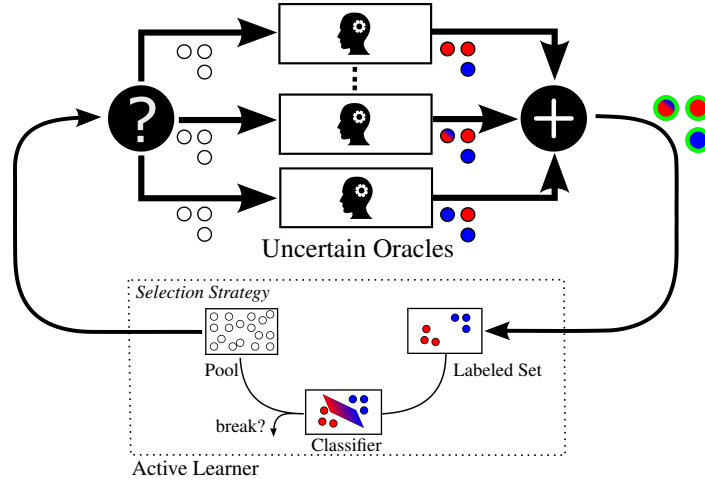 ?
+
Uncertain Oracles
Selection Strategy
Pool
Labeled Set
break?
Classifier
Active Learner